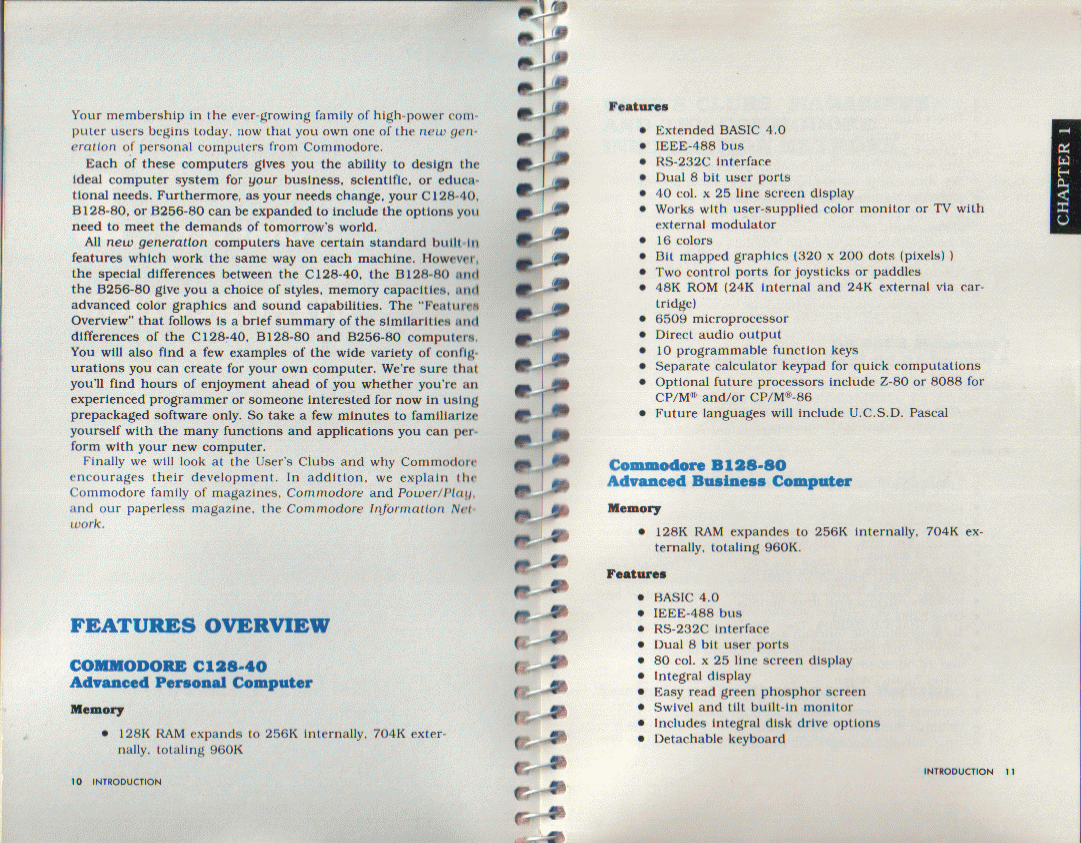 Your membership in the ever-growing family of high-power com-
puter users begins today, now that you own one of the new gen-
eration of personal computers from Commodore.
Each of these computers gives you the ability to design the
ideal computer system for your business, scientific, or educa-
tional needs. Furthermore, as your needs change, your C128-40,
B128-80, or B256-80 can be expanded to include the options you
need to meet the demands of tomorrow's world.
All new generation computers have certain standard built-in
features which work the same way on each machine. However,
the special differences between the C128-40, the B128-80 and
the B256-80 give you a choice of styles, memory capacities, and
advanced color graphics and sound capabilities. The "Features
Overview" that follows is a brief summary of the similarities and
differences of the C128-40, B128-80 and B256-80 computers.
You will also find a few examples of the wide variety of config-
urations you can create for your own computer. We're sure that
you'll find hours of enjoyment ahead of you whether you're an
experienced programmer or someone interested for now in using
prepackaged software only. So take a few minutes to familiarize
yourself with the many functions and applications you can per-
form with your new computer.
Finally we will look at the User's Clubs and why Commodore
encourages their development. In addition, we explain the
Commodore family of magazines, Commodore and Power/Play,
and our paperless magazine, the Commodore Information Net-
work.
FEATURES OVERVIEW
COMMODORE C128-40
Advanced Personal Computer
Memory
• 128K RAM expands to 256K internally, 704K exter-
nally, totaling 960K
10 INTRODUCTION
Features
• Extended BASIC 4.0
• IEEE-488 bus
• RS-232C Interface
• Dual 8 bit user ports
• 40 col. x 25 line screen display
• Works with user-supplied color monitor or TV with
external modulator
• 16 colors
• Bit mapped graphics (320 x 200 dots (pixels) )
• Two control ports for joysticks or paddles
• 48K ROM (24K internal and 24K external via car-
tridge)
• 6509 microprocessor
• Direct audio output
• 10 programmable function keys
• Separate calculator keypad for quick computations
• Optional future processors include Z-80 or 8088 for
CP/M® and/or CP/M®-86
• Future languages will include U.C.S.D. Pascal
Commodore B128-80
Advanced Business Computer
Memory
• 128K RAM expandes to 256K internally, 704K ex-
ternally, totaling 960K.
Features
• BASIC 4.0
• IEEE-488 bus
• RS-232C interface
• Dual 8 bit user ports
• 80 col. x 25 line screen display
• Integral display
• Easy read green phosphor screen
• Swivel and tilt built-in monitor
• Includes integral disk drive options
• Detachable keyboard
INTRODUCTION 11
CHAPTER 1